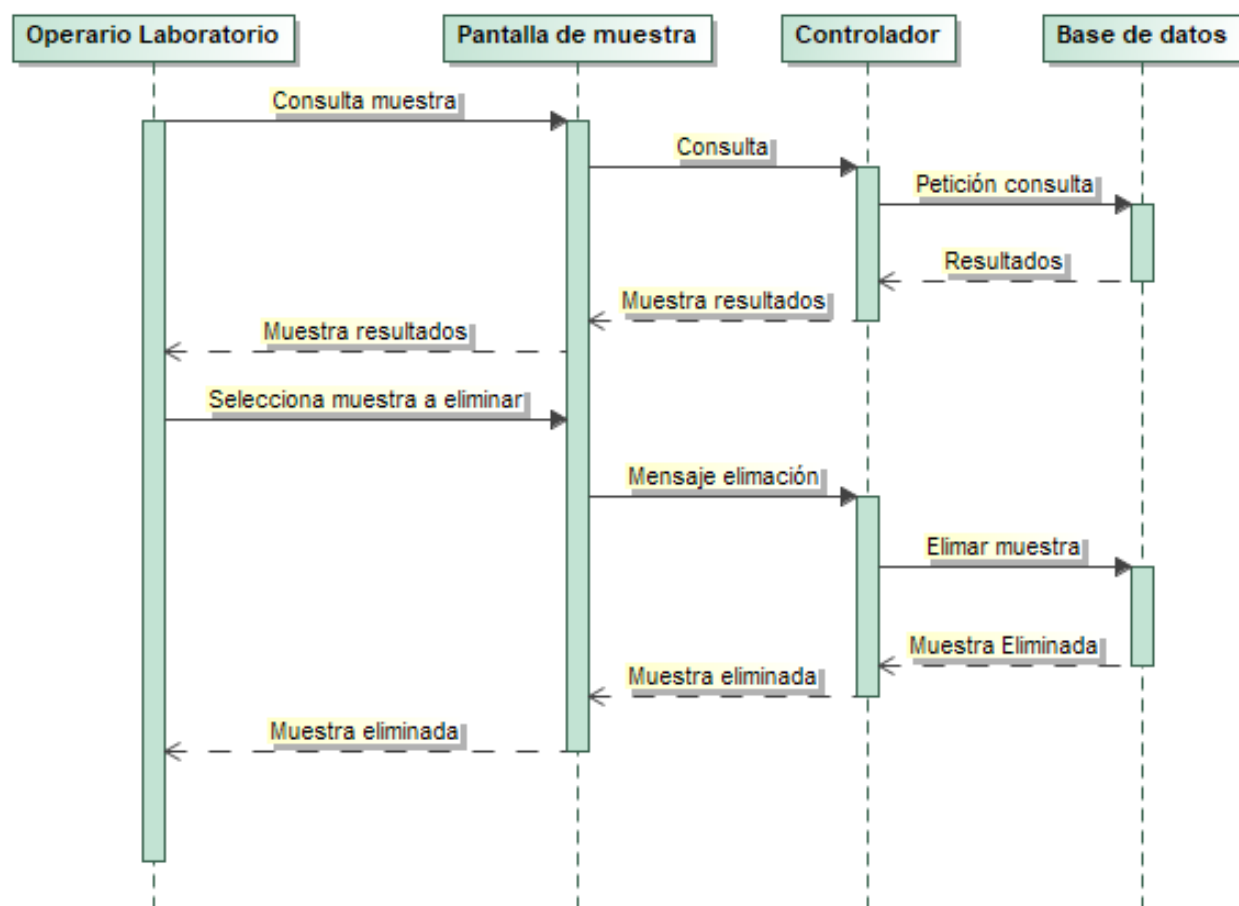 Operario Laboratorio
Pantalla de muestra
Controlador
Base de datos
Consulta muestra
Consulta
Petición consulta
Resultados
Muestra resultados
Muestra resultados
Selecciona muestra a eliminar
Mensaje elimación
Elimar muestra
Muestra Eliminada
Muestra eliminada
Muestra eliminada